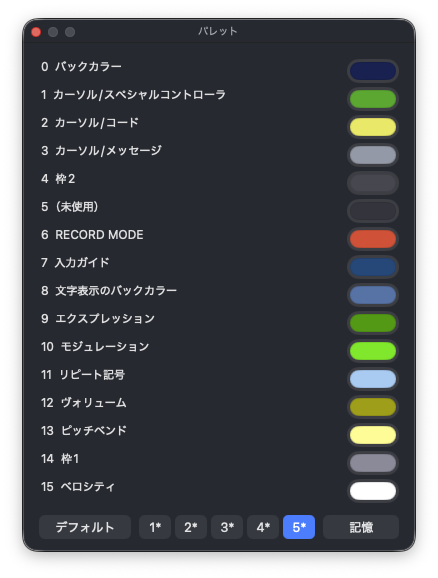 パレット
0 バックカラー
1 カーソル/スペシャルコントローラ
2 カーソル/コード
3 カーソル/メッセージ
4 枠2
5（未使用）
6 RECORD MODE
7 入力ガイド
8 文字表示のバックカラー
9 エクスプレッション
10 モジュレーション
11 リピート記号
12 ヴォリューム
13 ピッチベンド
14 枠1
15 ベロシティ
デフォルト 1* 2* 3* 4* 5* 記憶